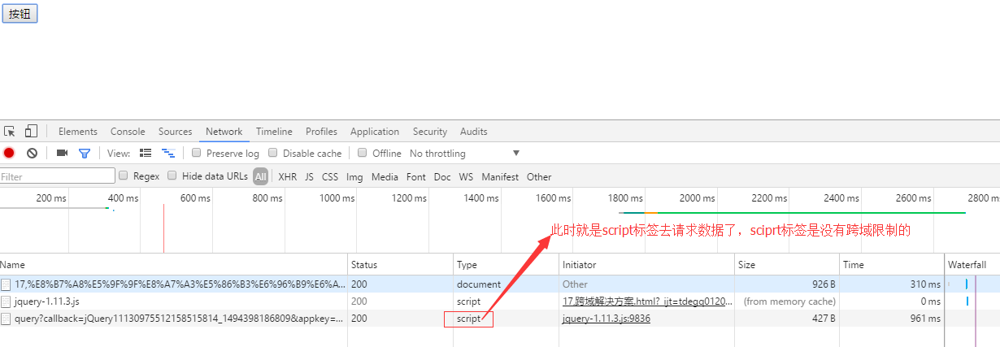 按钮
Elements Console Sources Network Timeline Profiles Application Security Audits
View: Preserve log Disable cache Offline No throttling
Filter Regex Hide data URLs All XHR JS CSS Img Media Font Doc WS Manifest Other
200 ms 400 ms 600 ms 800 ms 1000 ms 1200 ms 1400 ms 1600 ms 1800 ms 2000 ms 2200 ms 2400 ms 2600 ms 2800 ms
此时就是script标签去请求数据了，sciprt标签是没有跨域限制的
Name Status Type Initiator Size Time Waterfall
17,%E8%B7%A8%E5%9F%9F%E8%A7%A3%E5%86%B3%E6%96%B9%E6%A... 200 document Other 926 B 310 ms
jquery-1.11.3.js 200 script 17,跨域解决方案.html?_ijt=tdegq0120... (from memory cache) 0 ms
query?callback=jQuery11130975512158515814_1494398186809&appkey=... 200 script jquery-1.11.3.js:9836 427 B 961 ms